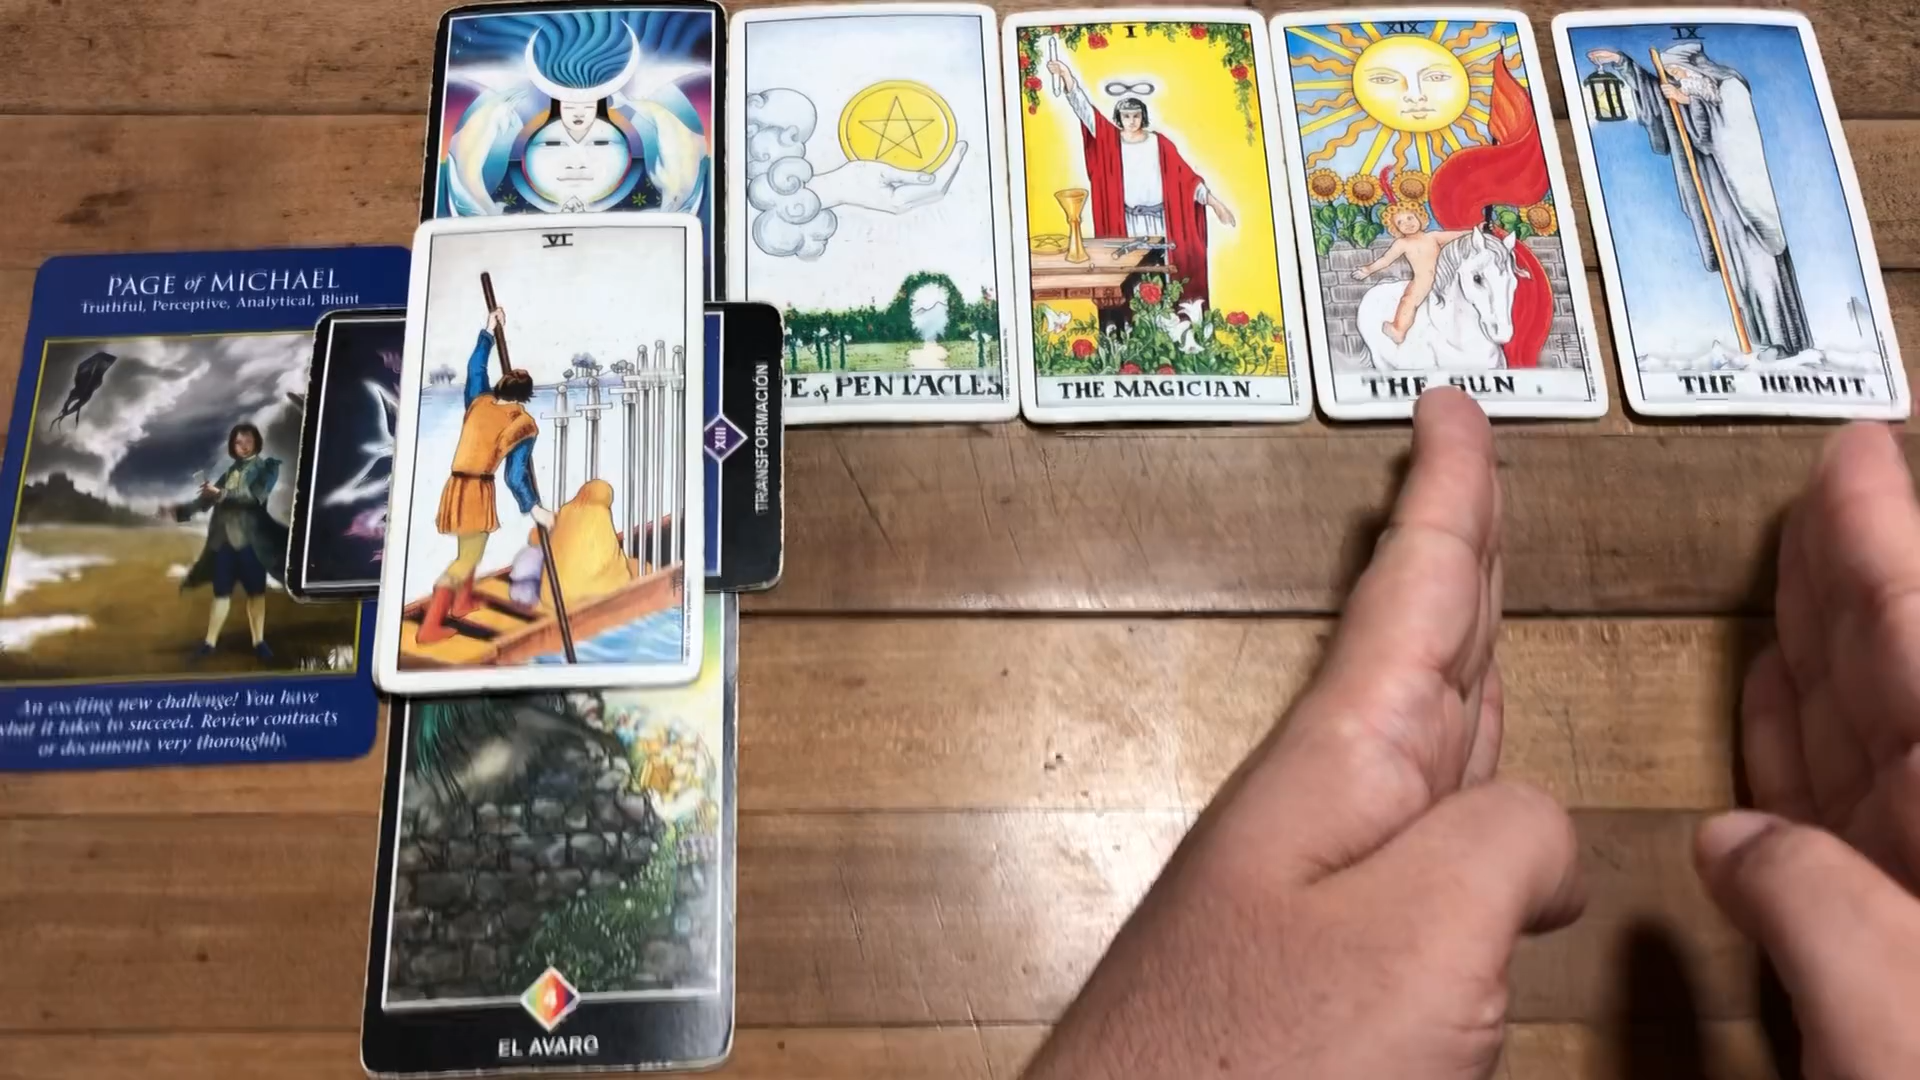 PAGE of MICHAEL
Truthful, Perceptive, Analytical, Blunt
An exciting new challenge! You have
what it takes to succeed. Review contracts
or documents very thoroughly.
VI
XIII
TRANSFORMACIÓN
4
EL AVARO
E of PENTACLES
I
THE MAGICIAN.
XIX
THE SUN .
IX
THE HERMIT.